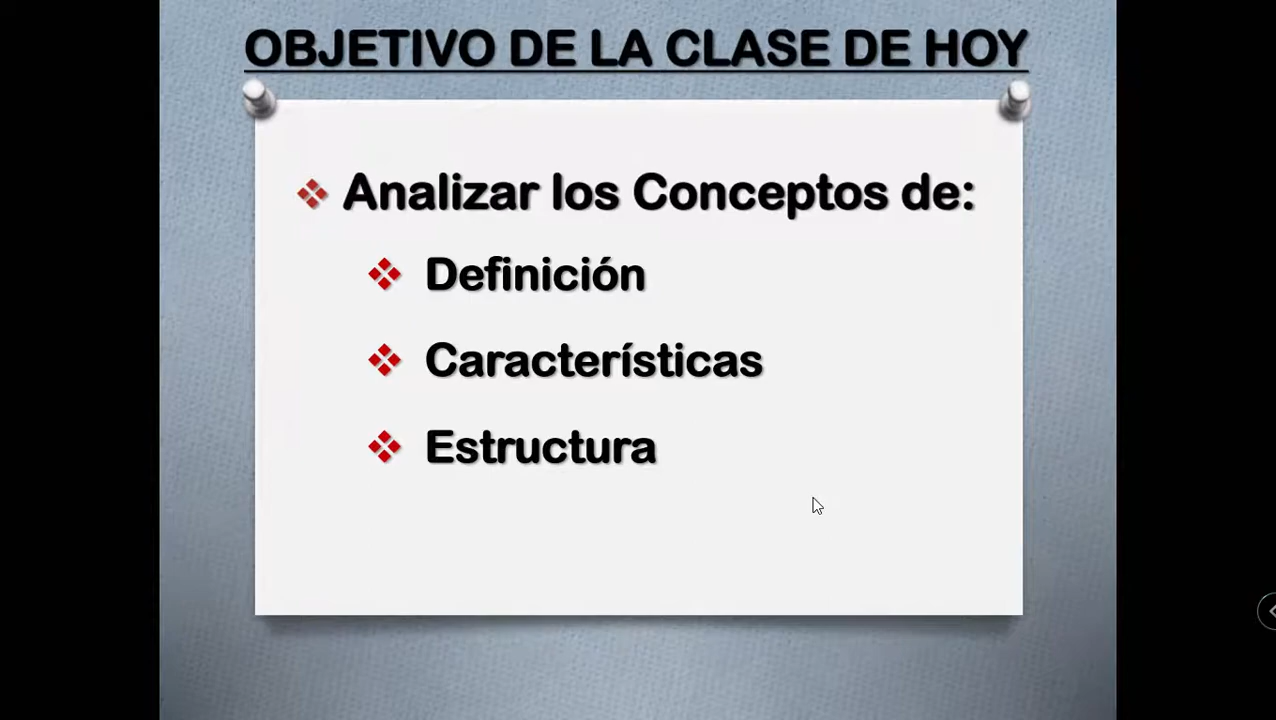 OBJETIVO DE LA CLASE DE HOY
Analizar los Conceptos de:
Definición
Características
Estructura